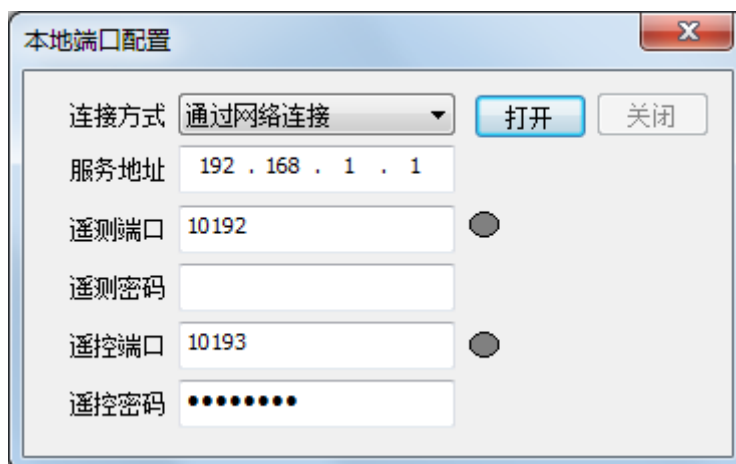 本地端口配置
连接方式 通过网络连接 打开 关闭
服务地址 192 . 168 . 1 . 1
遥测端口 10192
遥测密码
遥控端口 10193
遥控密码 ●●●●●●●●